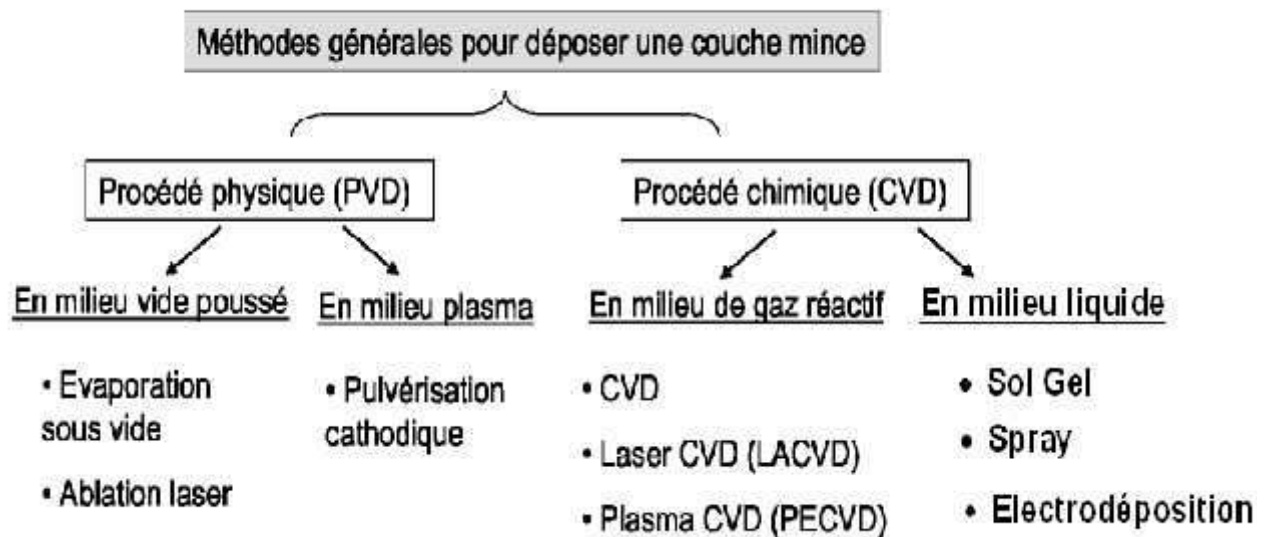 Méthodes générales pour déposer une couche mince
Procédé physique (PVD)
Procédé chimique (CVD)
En milieu vide poussé
En milieu plasma
En milieu de gaz réactif
En milieu liquide
• Evaporation
sous vide
• Ablation laser
• Pulvérisation
cathodique
• CVD
• Laser CVD (LACVD)
• Plasma CVD (PECVD)
• Sol Gel
• Spray
• Electrodéposition